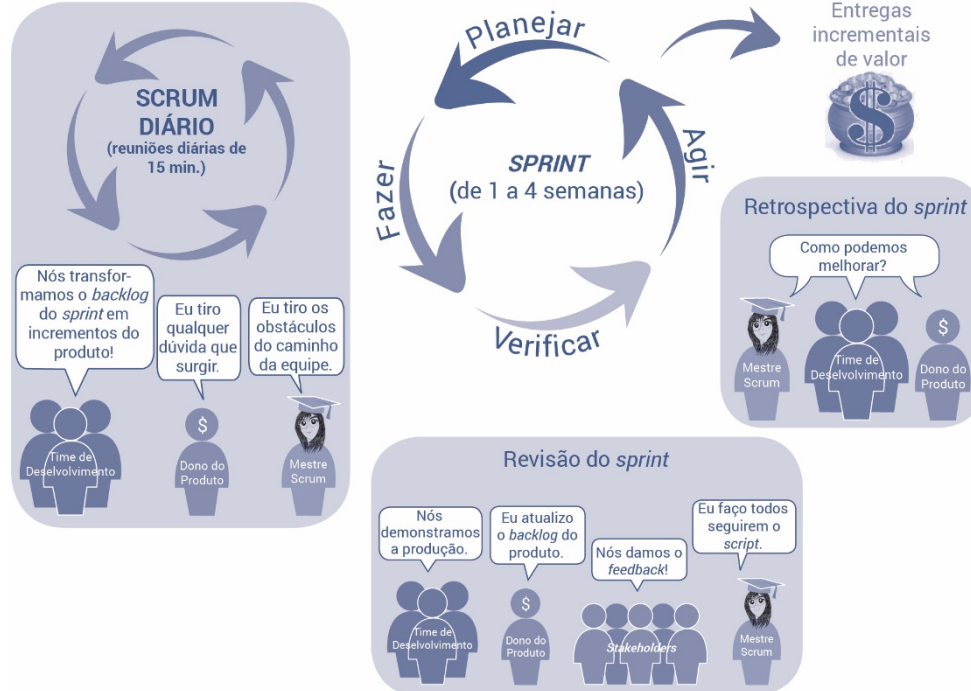 SCRUM
DIÁRIO
(reuniões diárias de
15 min.)
Nós transfor-
mamos o backlog
do sprint em
incrementos do
produto!
Eu tiro
qualquer
dúvida que
surgir.
Eu tiro os
obstáculos
do caminho
da equipe.
Time de
Deselvolvimento
$
Dono do
Produto
Mestre
Scrum
Planejar
Fazer
Verificar
Agir
SPRINT
(de 1 a 4 semanas)
Entregas
incrementais
de valor
$
Retrospectiva do sprint
Como podemos
melhorar?
Mestre
Scrum
Time de
Deselvolvimento
$
Dono do
Produto
Revisão do sprint
Nós
demonstramos
a produção.
Eu atualizo
o backlog do
produto.
Nós damos o
feedback!
Eu faço todos
seguirem o
script.
Time de
Deselvolvimento
$
Dono do
Produto
Stakeholders
Mestre
Scrum